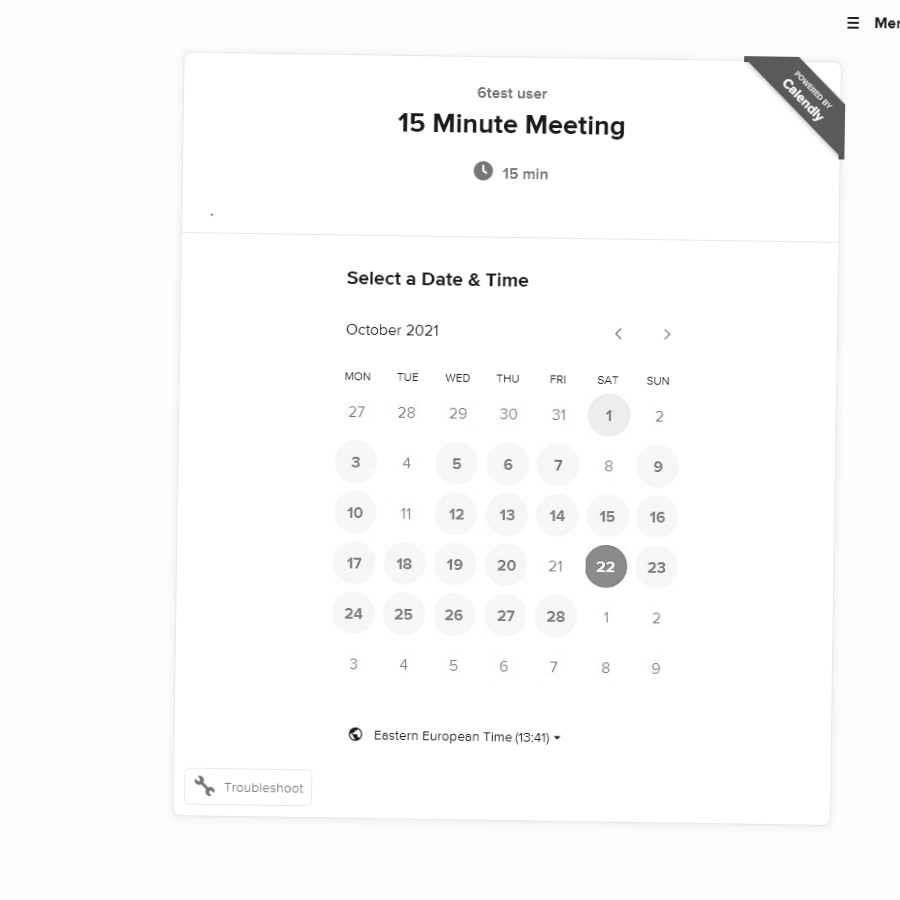 ☰ Mer
POWERED BY
Calendly
6test user
15 Minute Meeting
15 min
.
Select a Date & Time
October 2021
MON TUE WED THU FRI SAT SUN
27 28 29 30 31 1 2
3 4 5 6 7 8 9
10 11 12 13 14 15 16
17 18 19 20 21 22 23
24 25 26 27 28 1 2
3 4 5 6 7 8 9
Eastern European Time (13:41)
Troubleshoot